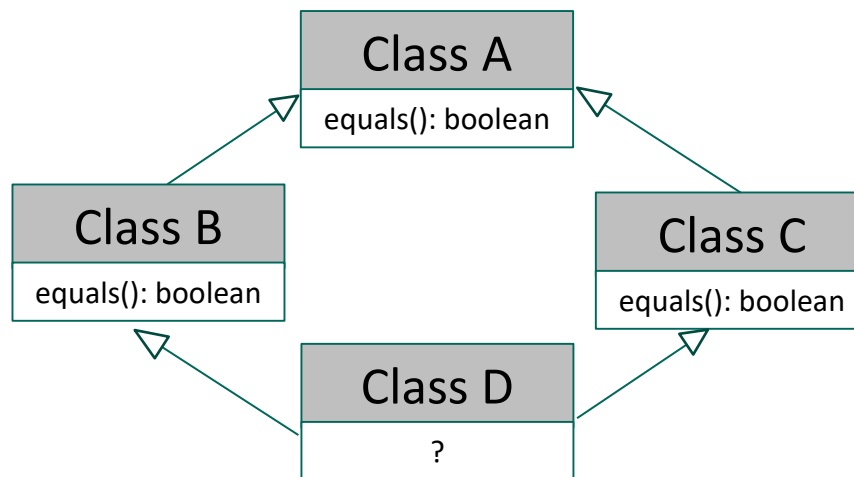 Class A
equals(): boolean
Class B
equals(): boolean
Class C
equals(): boolean
Class D
?